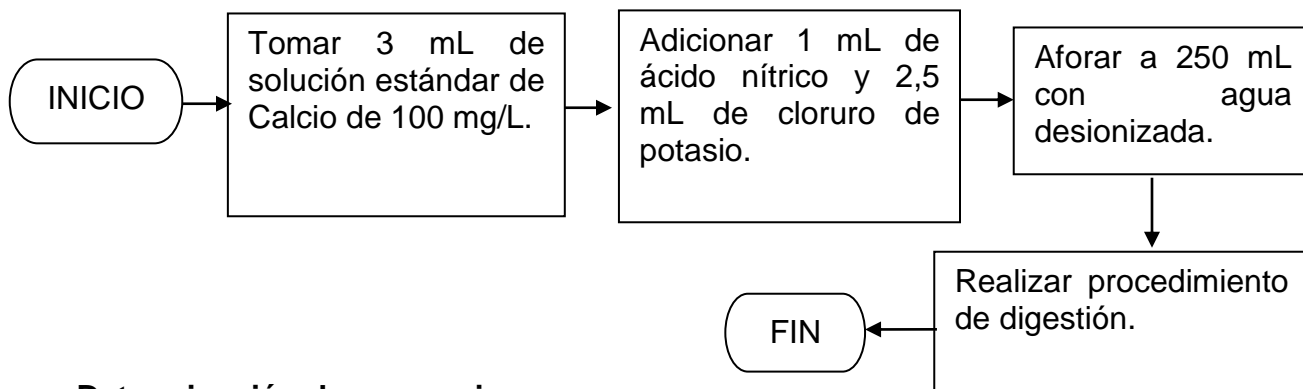 INICIO
Tomar 3 mL de
solución estándar de
Calcio de 100 mg/L.
Adicionar 1 mL de
ácido nítrico y 2,5
mL de cloruro de
potasio.
Aforar a 250 mL
con agua
desionizada.
Realizar procedimiento
de digestión.
FIN